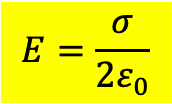 E = σ / 2ε₀